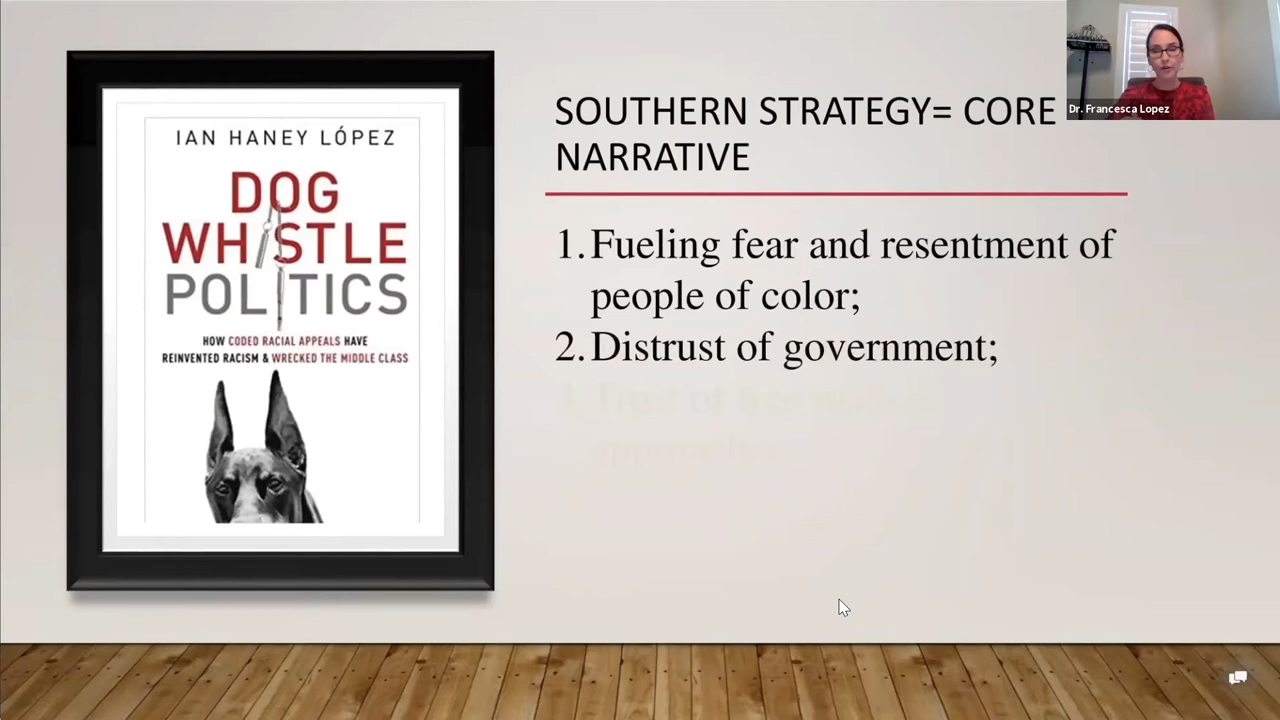 IAN HANEY LÓPEZ
DOG
WHISTLE
POLITICS
HOW CODED RACIAL APPEALS HAVE
REINVENTED RACISM & WRECKED THE MIDDLE CLASS
SOUTHERN STRATEGY= CORE
NARRATIVE
1. Fueling fear and resentment of
people of color;
2. Distrust of government;
Dr. Francesca Lopez